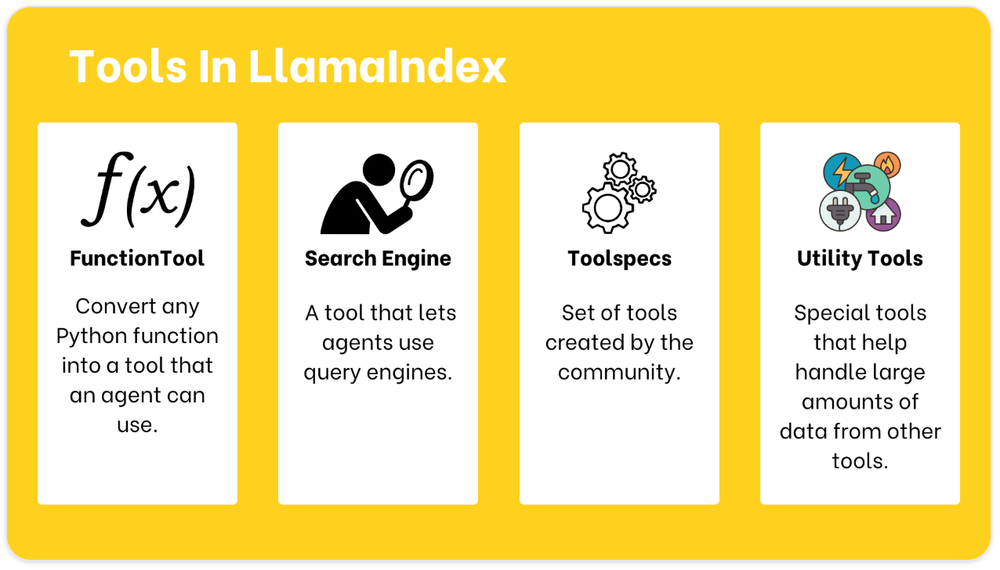 Tools In LlamaIndex
f(x)
FunctionTool
Convert any
Python function
into a tool that
an agent can
use.
Search Engine
A tool that lets
agents use
query engines.
Toolspecs
Set of tools
created by the
community.
Utility Tools
Special tools
that help
handle large
amounts of
data from other
tools.